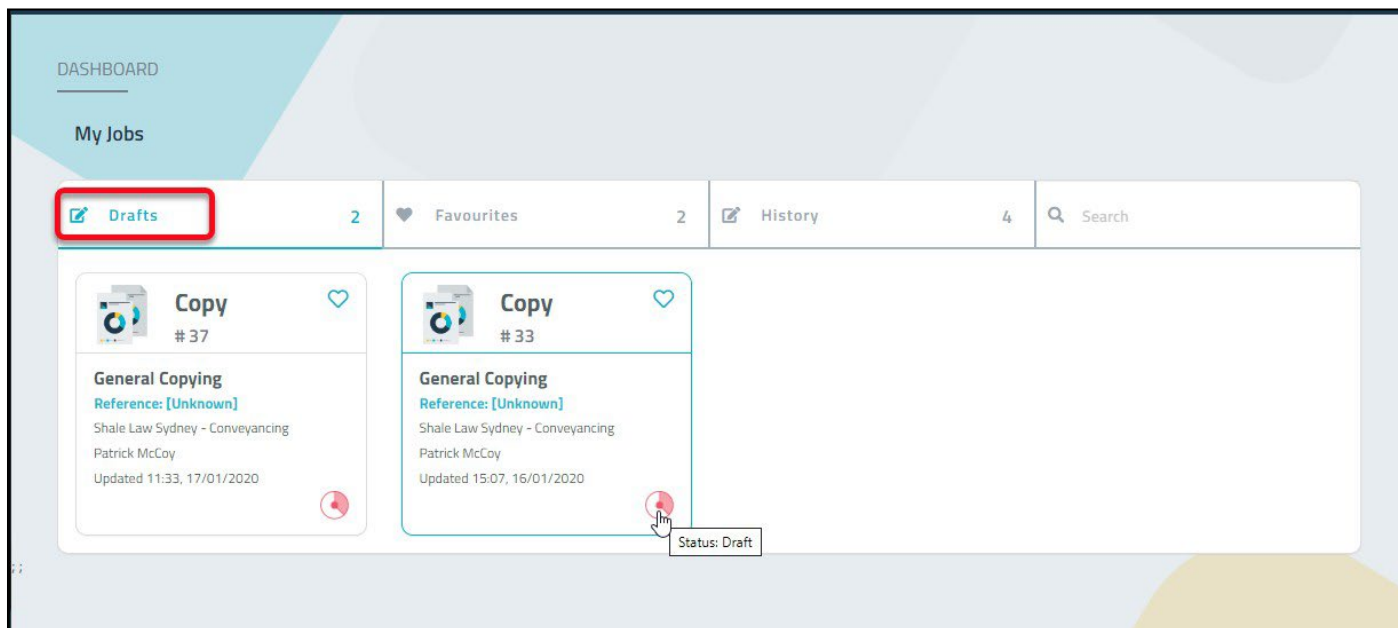 DASHBOARD
My Jobs
Drafts 2 Favourites 2 History 4 Search
Copy
# 37
General Copying
Reference: [Unknown]
Shale Law Sydney - Conveyancing
Patrick McCoy
Updated 11:33, 17/01/2020
Copy
# 33
General Copying
Reference: [Unknown]
Shale Law Sydney - Conveyancing
Patrick McCoy
Updated 15:07, 16/01/2020
Status: Draft
;;